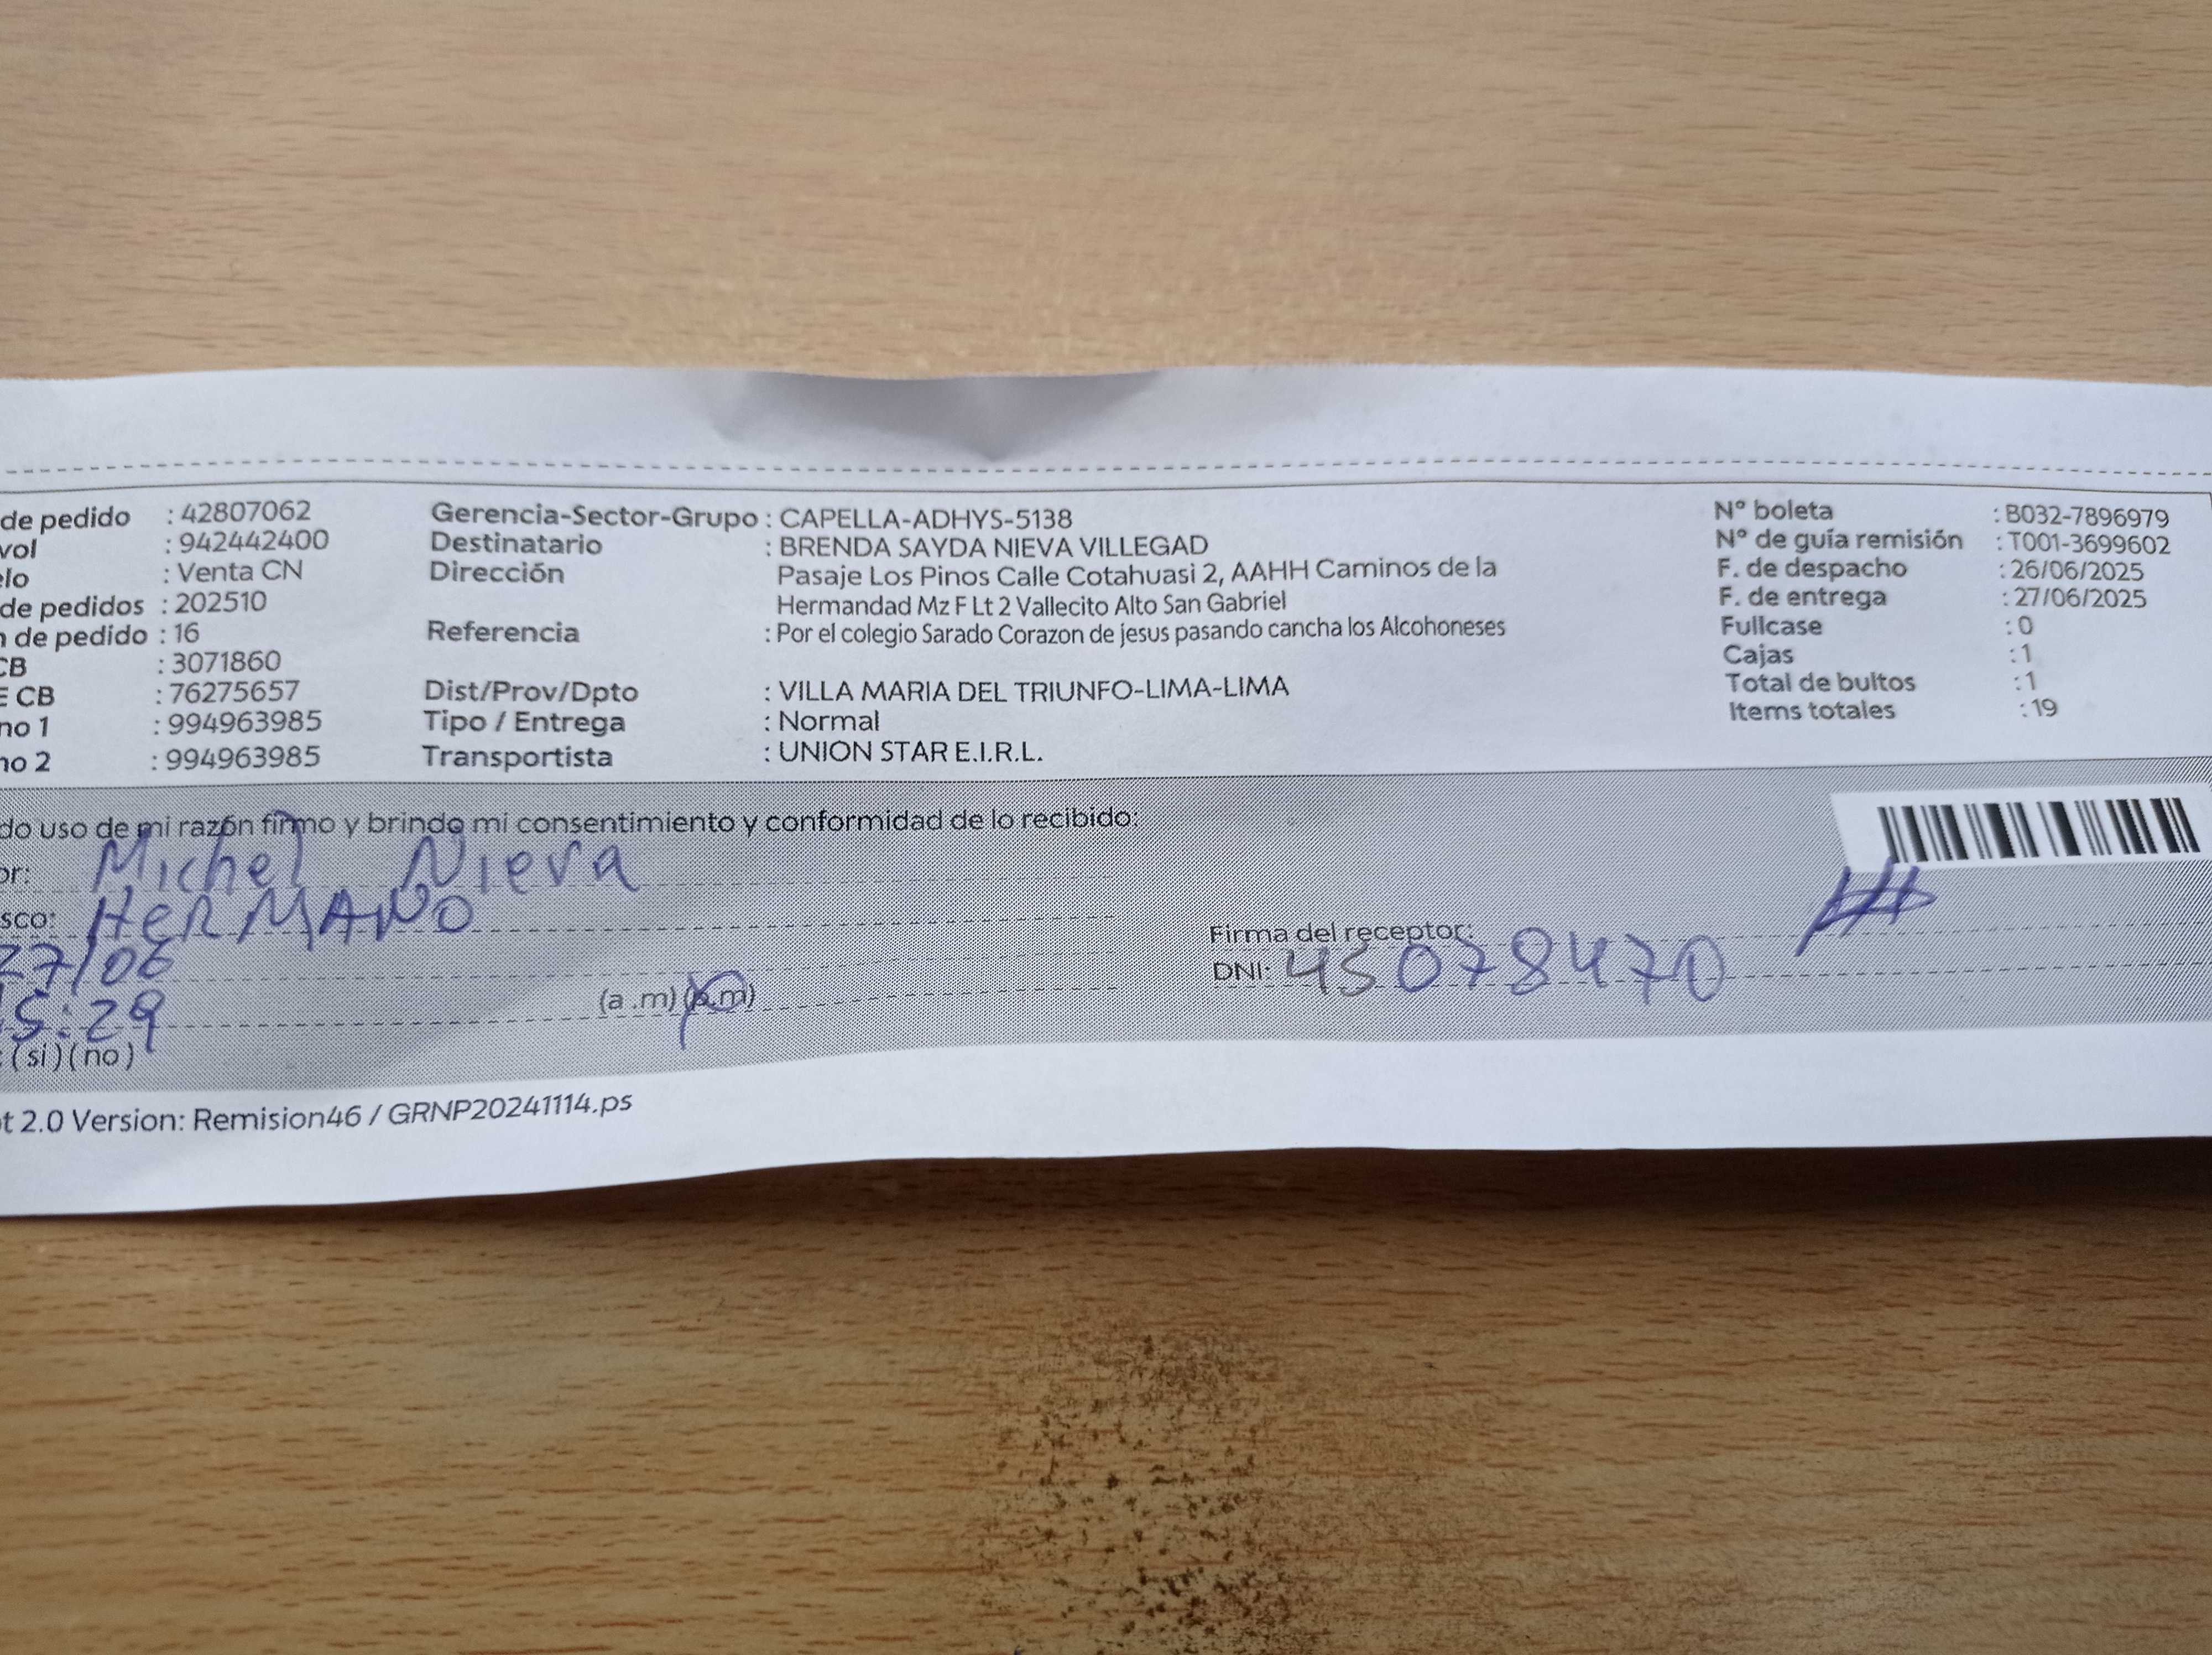 de pedido : 42807062 Gerencia-Sector-Grupo : CAPELLA-ADHYS-5138 N° boleta : B032-7896979
vol : 942442400 Destinatario : BRENDA SAYDA NIEVA VILLEGAD N° de guía remisión : T001-3699602
elo : Venta CN Dirección Pasaje Los Pinos Calle Cotahuasi 2, AAHH Caminos de la F. de despacho : 26/06/2025
de pedidos : 202510 Hermandad Mz F Lt 2 Vallecito Alto San Gabriel F. de entrega : 27/06/2025
n de pedido : 16 Referencia : Por el colegio Sarado Corazon de jesus pasando cancha los Alcohoneses Fullcase : 0
CB : 3071860 Cajas : 1
E CB : 76275657 Dist/Prov/Dpto : VILLA MARIA DEL TRIUNFO-LIMA-LIMA Total de bultos : 1
no 1 : 994963985 Tipo / Entrega : Normal Items totales : 19
no 2 : 994963985 Transportista : UNION STAR E.I.R.L.
do uso de mi razón firmo y brindo mi consentimiento y conformidad de lo recibido:
or: Michel Nieva
sco: HERMANO
27/06 Firma del receptor:
15:29 (a .m) (p.m) DNI: 45078470
: (si) (no)
t 2.0 Version: Remision46 / GRNP20241114.ps